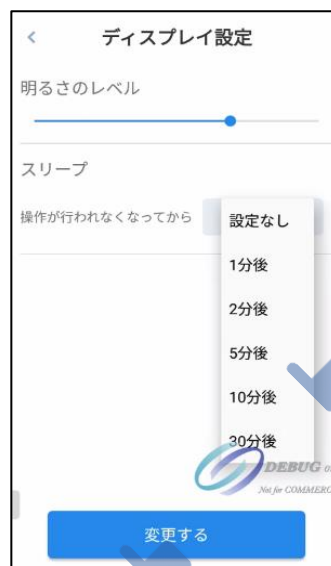 ディスプレイ設定
明るさのレベル
スリープ
操作が行われなくなってから
設定なし
1分後
2分後
5分後
10分後
30分後
DEBUG
Not for COMMERC
変更する